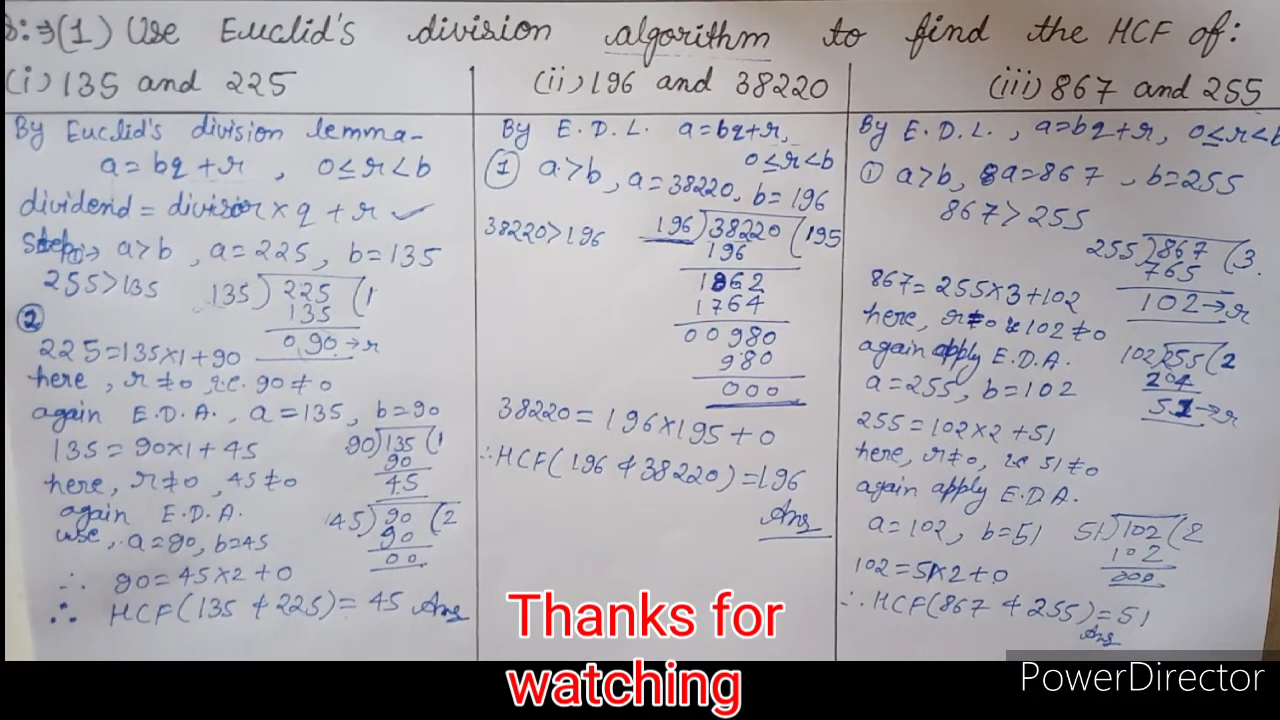 Q:⇒(1) Use Euclid's division algorithm to find the HCF of:
(i) 135 and 225
By Euclid's division lemma-
a = bq + r , 0 ≤ r < b
dividend = divisor × q + r ✓
Step① → a > b , a = 225 , b = 135
255 > 135
135) 225 (1
135
090 → r
②
225 = 135×1 + 90
here , r ≠ 0 i.e. 90 ≠ 0
again E.D.A. , a = 135 , b = 90
135 = 90×1 + 45
90) 135 (1
90
45
here, r ≠ 0 , 45 ≠ 0
again E.D.A.
use, a = 90, b = 45
45) 90 (2
90
00
∴ 90 = 45×2 + 0
∴ HCF (135 & 225) = 45 Ans
(ii) 196 and 38220
By E.D.L. a = bq + r,
0 ≤ r < b
① a > b , a = 38220, b = 196
38220 > 196
196) 38220 (195
196
1862
1764
00980
980
000
38220 = 196×195 + 0
∴ HCF (196 & 38220) = 196
Ans
(iii) 867 and 255
By E.D.L. , a = bq + r, 0 ≤ r < b
① a > b, a = 867 , b = 255
867 > 255
255) 867 (3.
765
102 → r
867 = 255×3 + 102
here, r ≠ 0 ie 102 ≠ 0
again apply E.D.A.
a = 255, b = 102
102) 255 (2
204
51 → r
255 = 102×2 + 51
here, r ≠ 0, ie 51 ≠ 0
again apply E.D.A.
a = 102, b = 51
51) 102 (2
102
000
102 = 51×2 + 0
∴ HCF (867 & 255) = 51
Ans
Thanks for
watching
PowerDirector